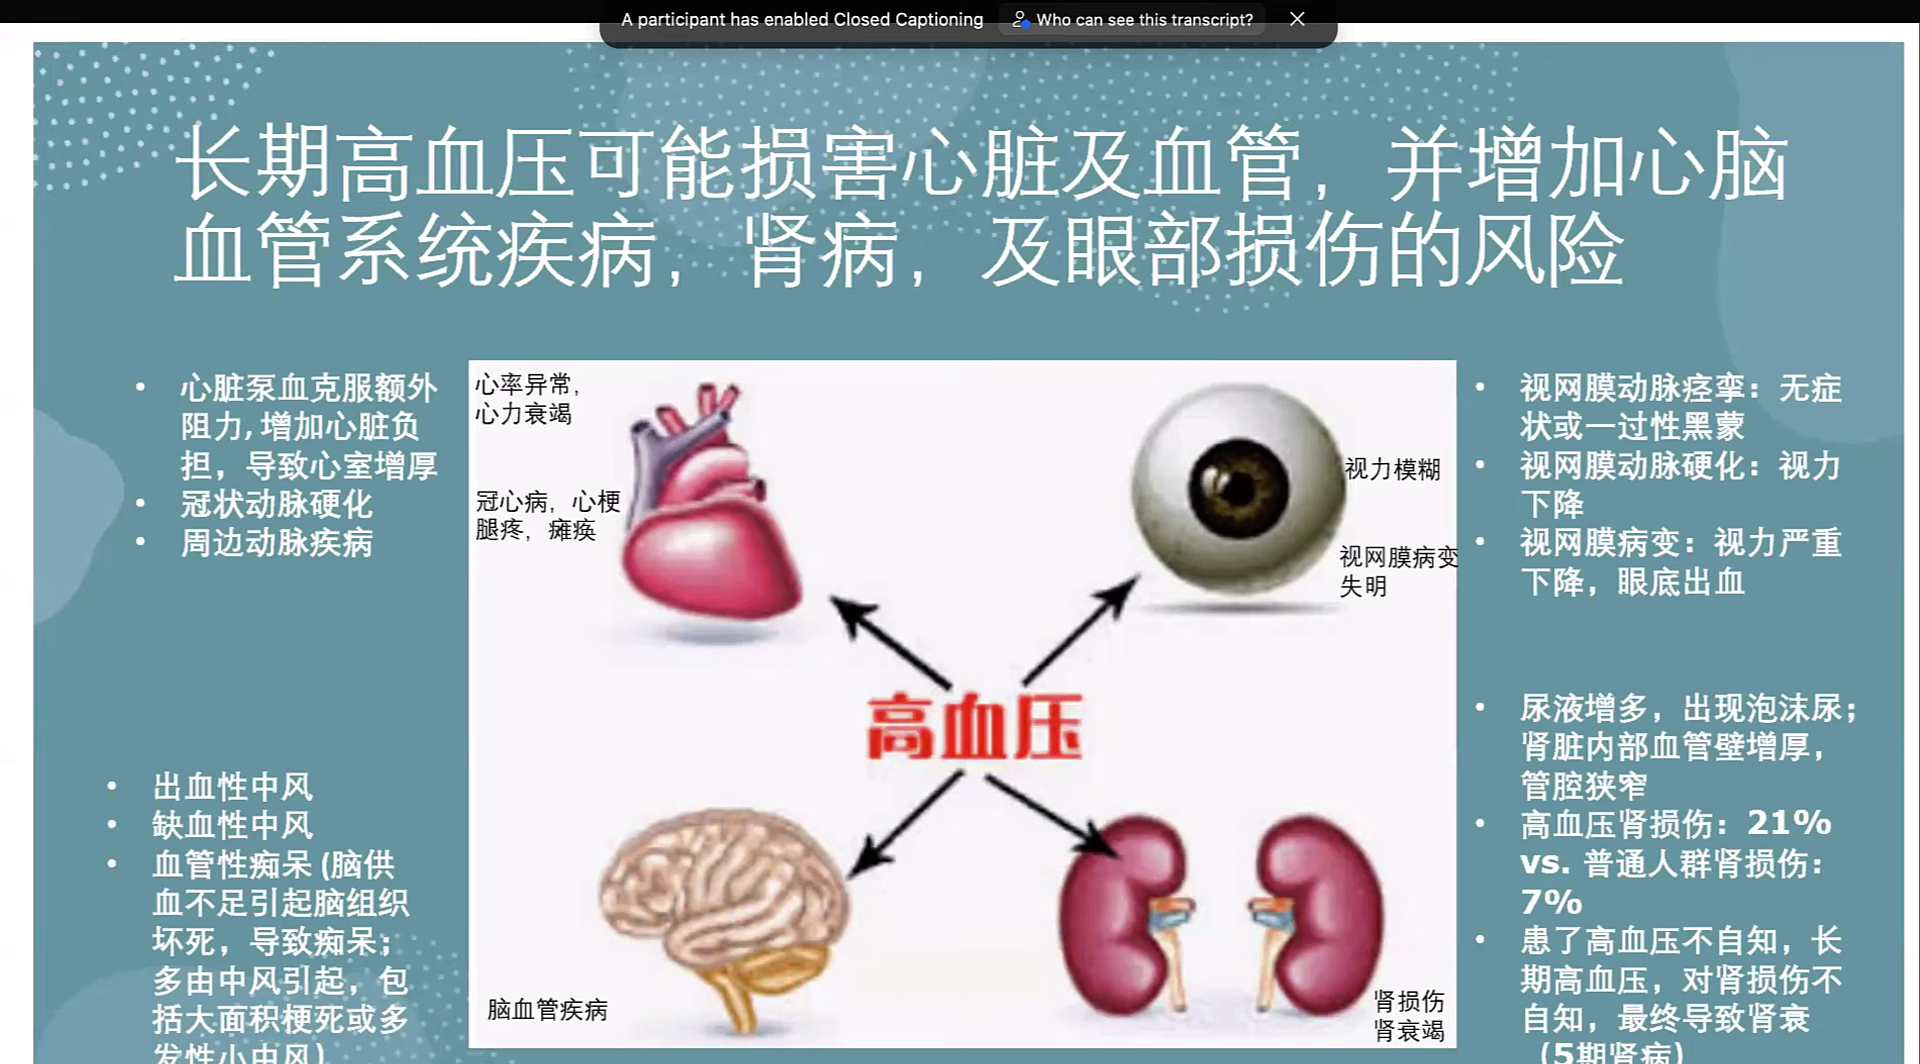 A participant has enabled Closed Captioning
Who can see this transcript?
长期高血压可能损害心脏及血管，并增加心脑
血管系统疾病，肾病，及眼部损伤的风险
• 心脏泵血克服额外
阻力,增加心脏负
担，导致心室增厚
• 冠状动脉硬化
• 周边动脉疾病
• 出血性中风
• 缺血性中风
• 血管性痴呆 (脑供
血不足引起脑组织
坏死，导致痴呆；
多由中风引起，包
括大面积梗死或多
发性小中风)
心率异常,
心力衰竭
冠心病，心梗
腿疼，瘫痪
视力模糊
视网膜病变
失明
高血压
脑血管疾病
肾损伤
肾衰竭
• 视网膜动脉痉挛：无症
状或一过性黑蒙
• 视网膜动脉硬化：视力
下降
• 视网膜病变：视力严重
下降，眼底出血
• 尿液增多，出现泡沫尿；
肾脏内部血管壁增厚，
管腔狭窄
• 高血压肾损伤：21%
vs. 普通人群肾损伤：
7%
• 患了高血压不自知，长
期高血压，对肾损伤不
自知，最终导致肾衰
（5期肾病)